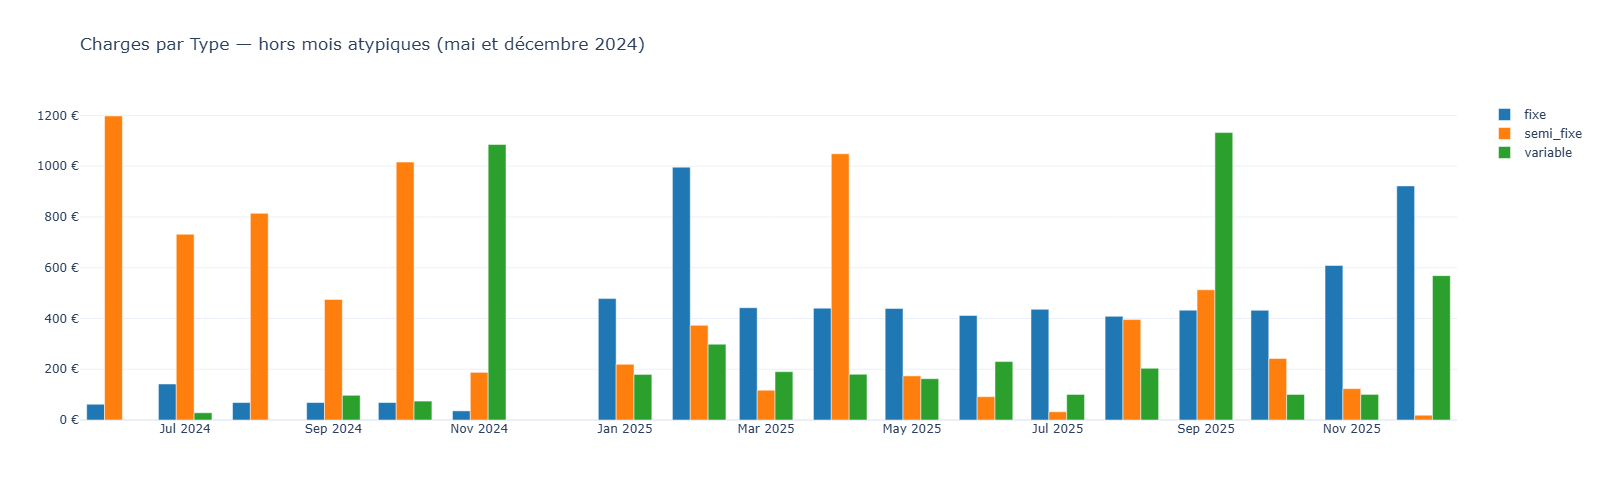 Charges par Type — hors mois atypiques (mai et décembre 2024)
1200 €
1000 €
800 €
600 €
400 €
200 €
0 €
Jul 2024
Sep 2024
Nov 2024
Jan 2025
Mar 2025
May 2025
Jul 2025
Sep 2025
Nov 2025
fixe
semi_fixe
variable